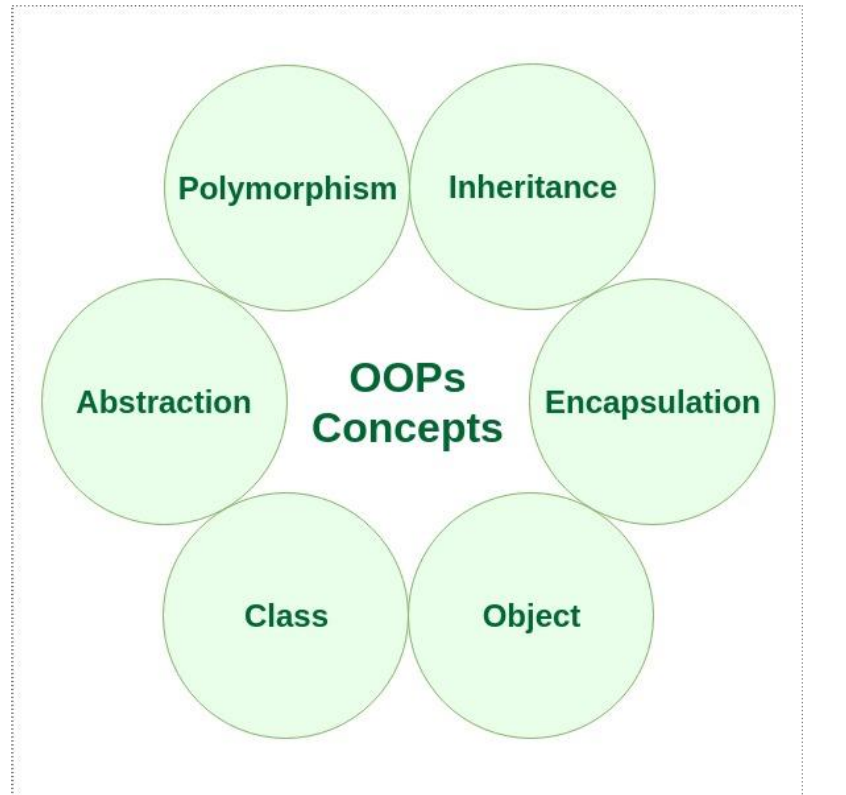 Polymorphism
Inheritance
Abstraction
OOPs
Concepts
Encapsulation
Class
Object